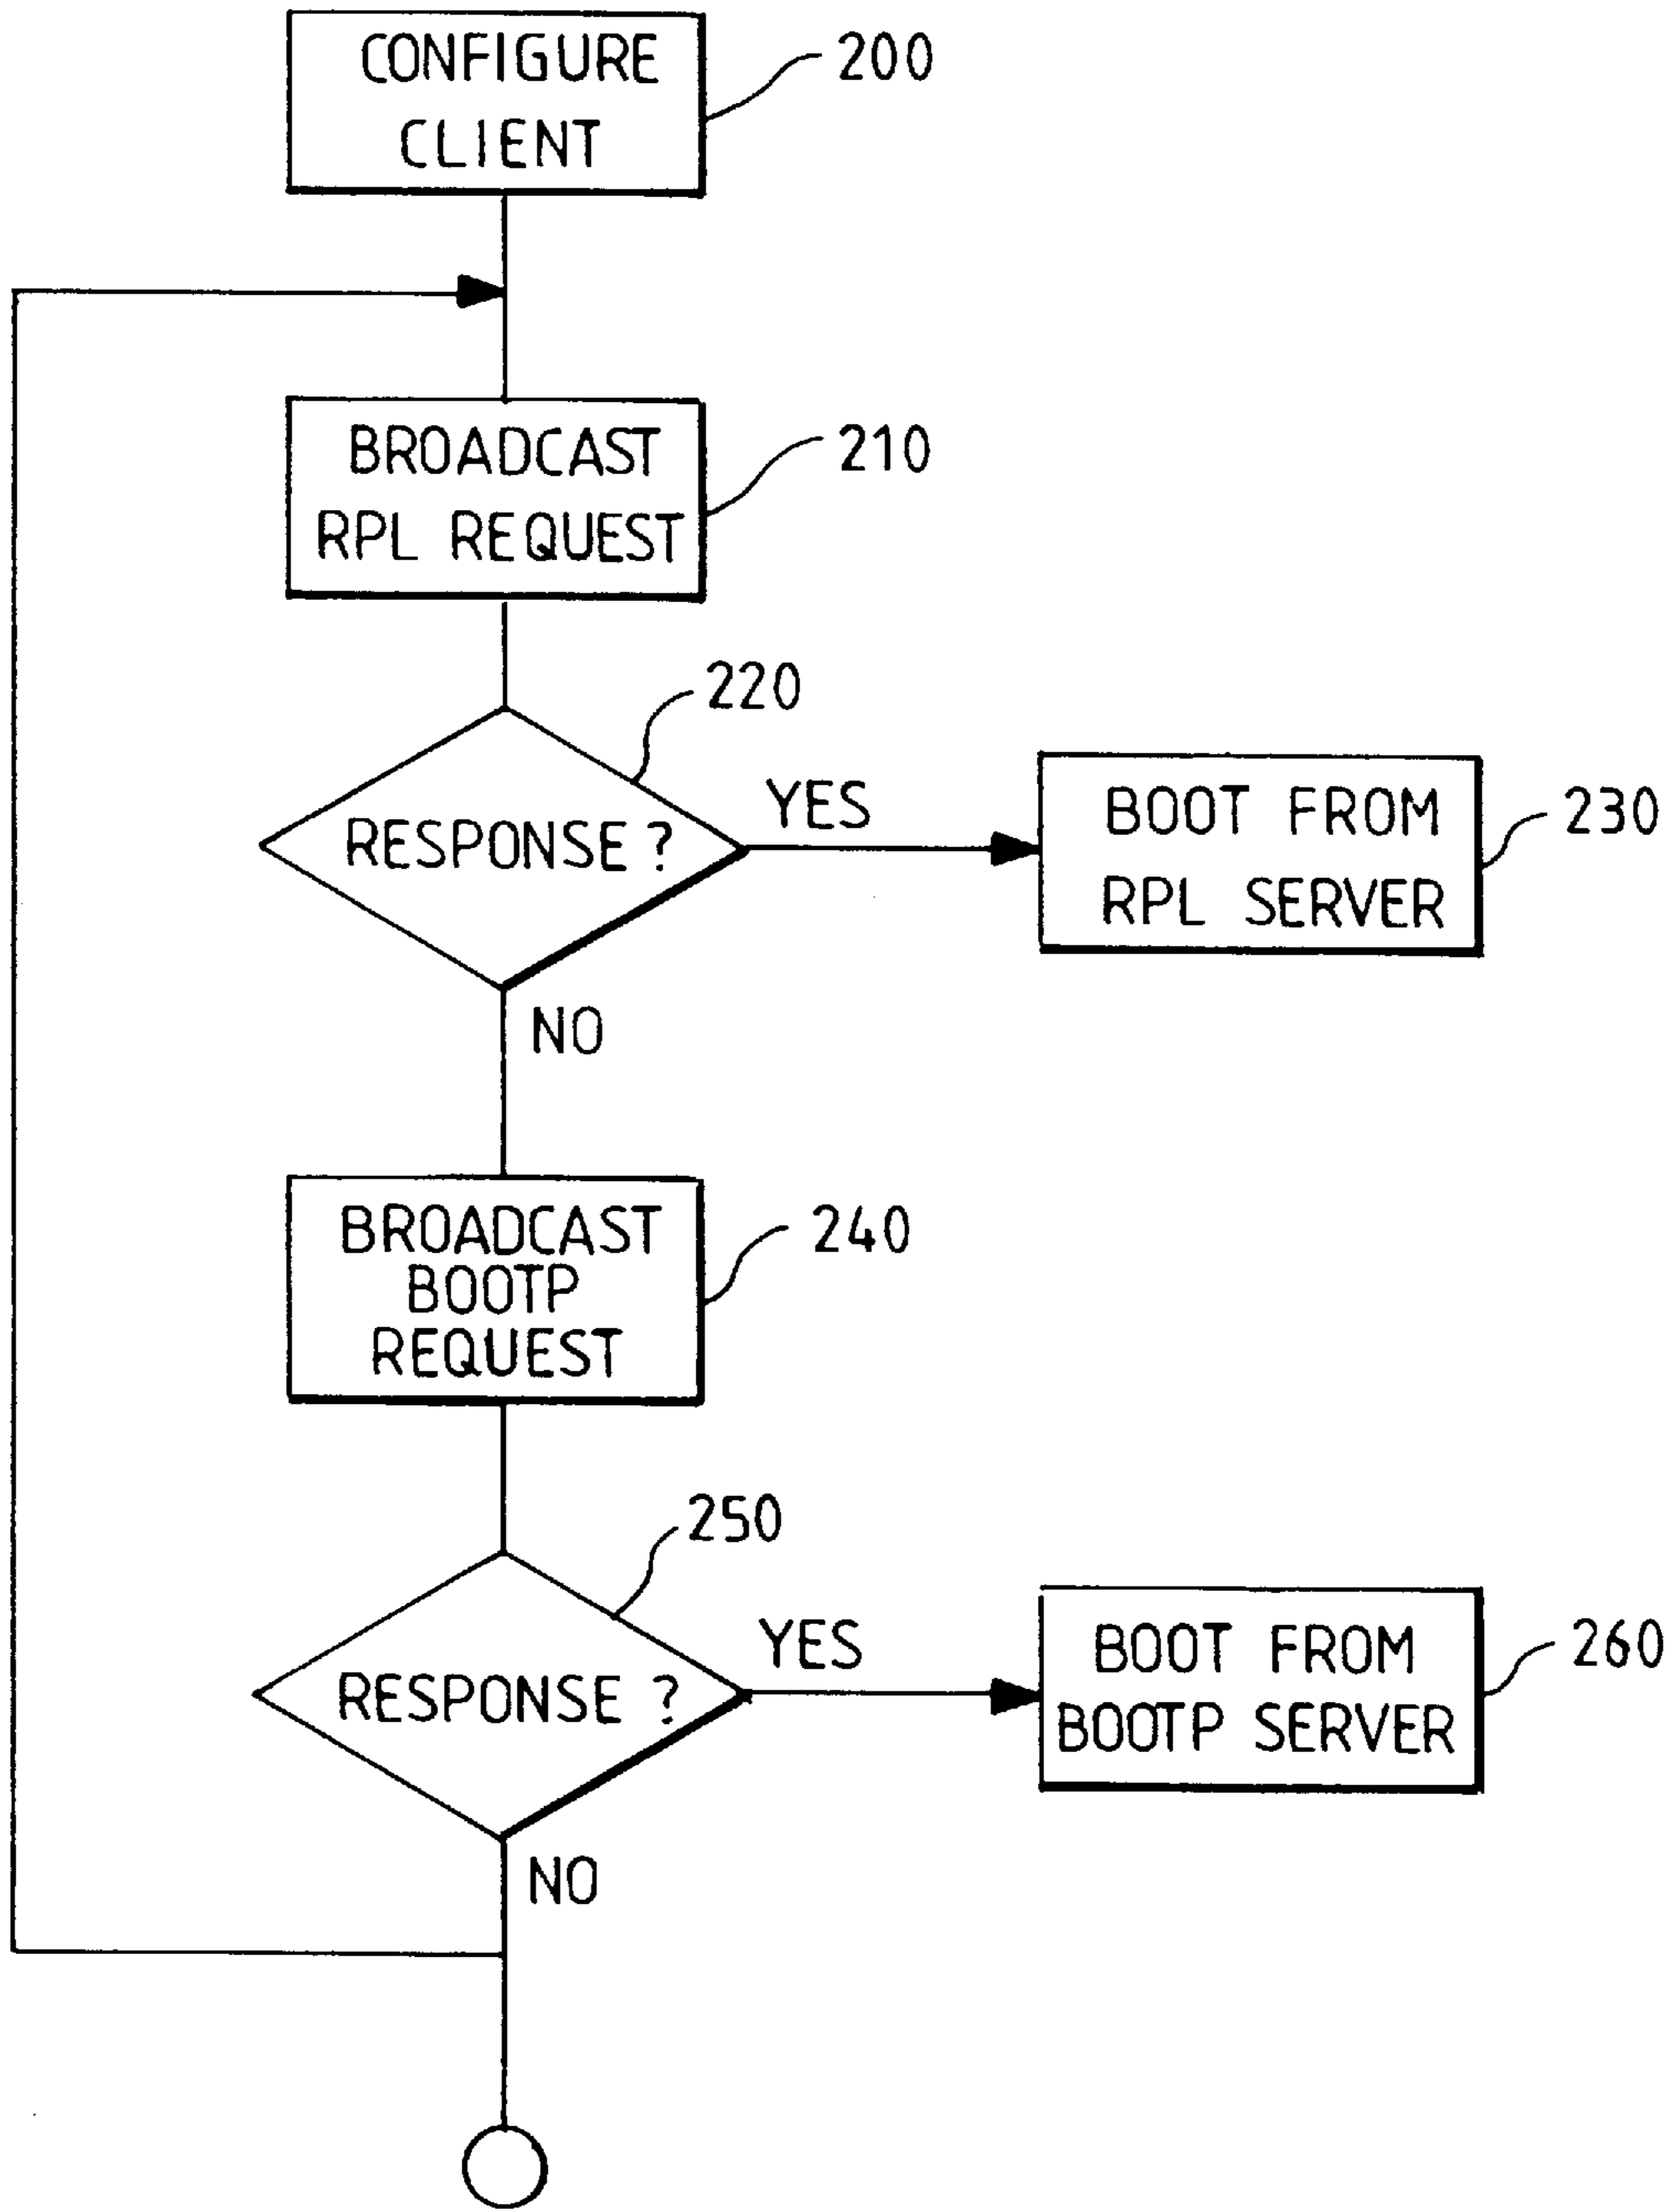 CONFIGURE
CLIENT
200
BROADCAST
RPL REQUEST
210
220
RESPONSE ?
YES
BOOT FROM
RPL SERVER
230
NO
BROADCAST
BOOTP
REQUEST
240
250
RESPONSE ?
YES
BOOT FROM
BOOTP SERVER
260
NO